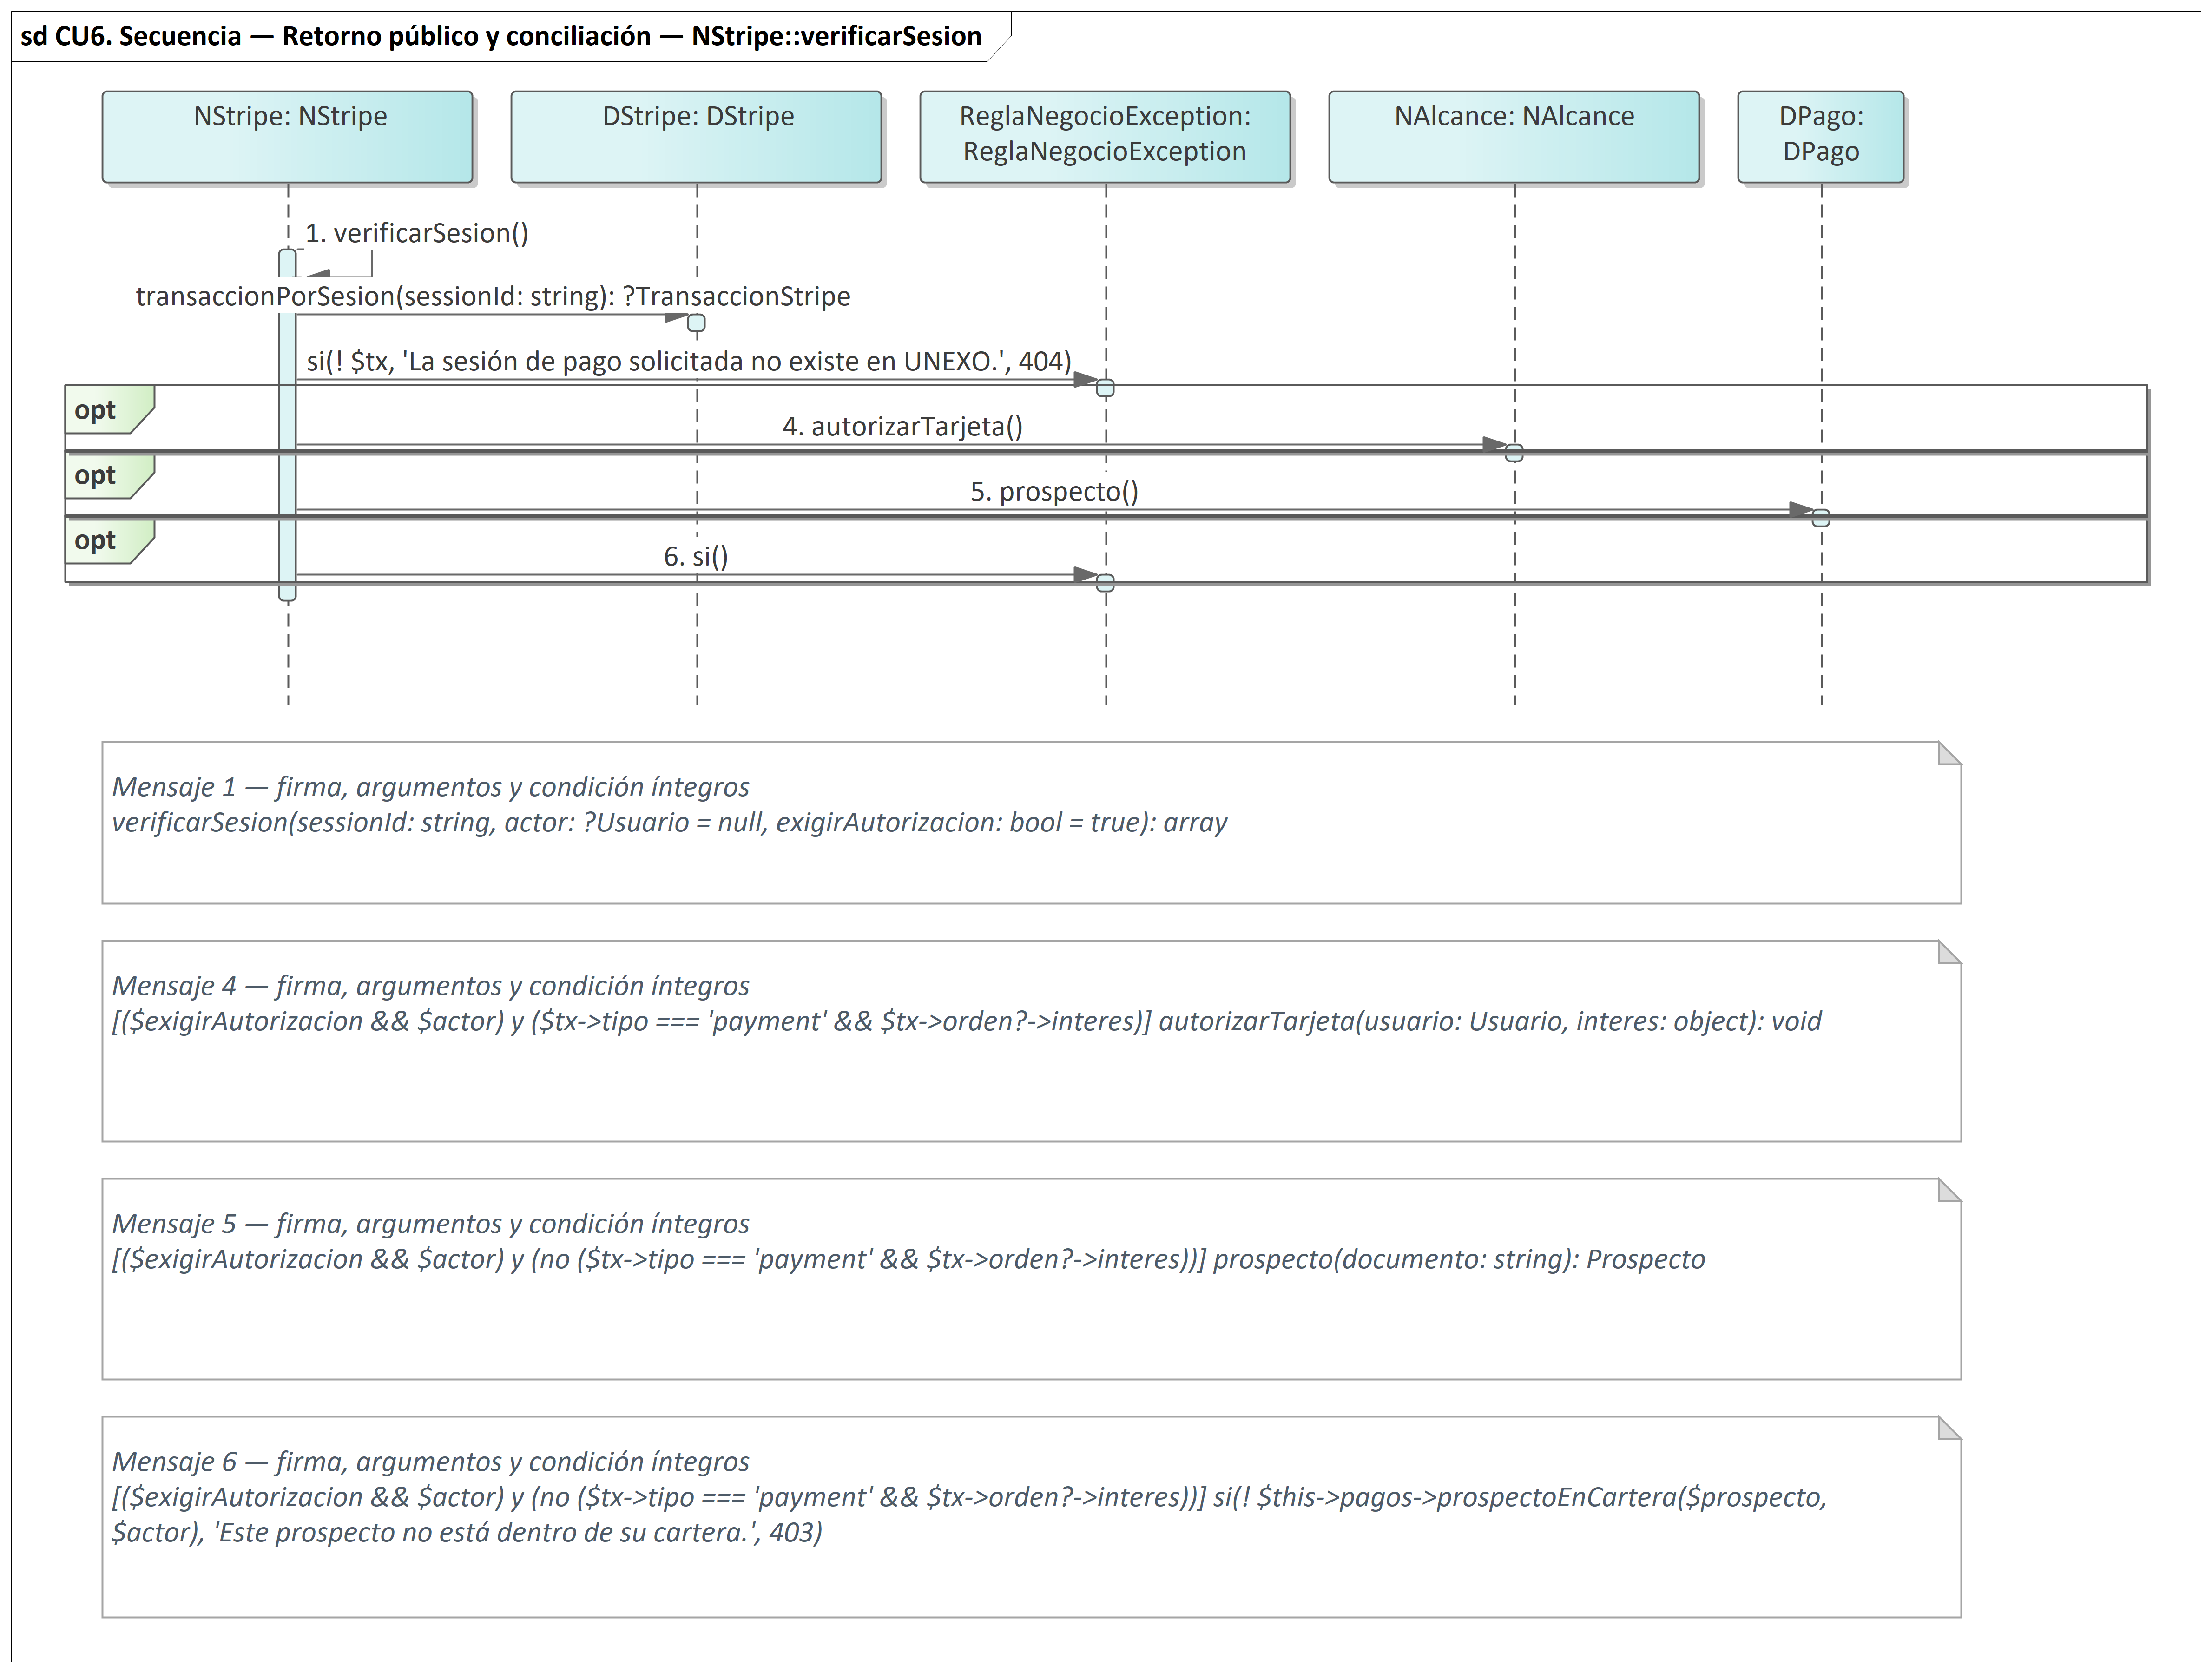 sd CU6. Secuencia — Retorno público y conciliación — NStripe::verificarSesion
NStripe: NStripe
DStripe: DStripe
ReglaNegocioException:
ReglaNegocioException
NAlcance: NAlcance
DPago:
DPago
1. verificarSesion()
transaccionPorSesion(sessionId: string): ?TransaccionStripe
si(! $tx, 'La sesión de pago solicitada no existe en UNEXO.', 404)
opt
4. autorizarTarjeta()
opt
5. prospecto()
opt
6. si()
Mensaje 1 — firma, argumentos y condición íntegros
verificarSesion(sessionId: string, actor: ?Usuario = null, exigirAutorizacion: bool = true): array
Mensaje 4 — firma, argumentos y condición íntegros
[($exigirAutorizacion && $actor) y ($tx->tipo === 'payment' && $tx->orden?->interes)] autorizarTarjeta(usuario: Usuario, interes: object): void
Mensaje 5 — firma, argumentos y condición íntegros
[($exigirAutorizacion && $actor) y (no ($tx->tipo === 'payment' && $tx->orden?->interes))] prospecto(documento: string): Prospecto
Mensaje 6 — firma, argumentos y condición íntegros
[($exigirAutorizacion && $actor) y (no ($tx->tipo === 'payment' && $tx->orden?->interes))] si(! $this->pagos->prospectoEnCartera($prospecto,
$actor), 'Este prospecto no está dentro de su cartera.', 403)